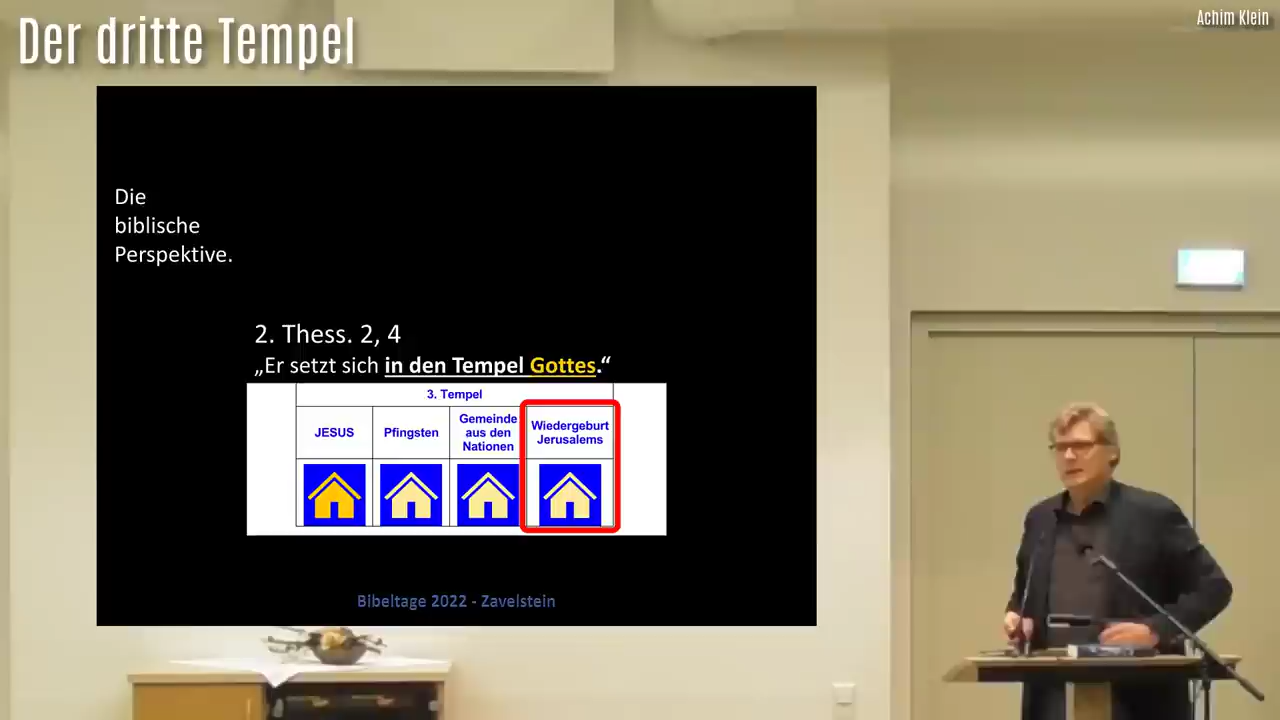 Der dritte Tempel
Achim Klein
Die
biblische
Perspektive.
2. Thess. 2, 4
„Er setzt sich in den Tempel Gottes.“
3. Tempel
JESUS
Pfingsten
Gemeinde
aus den
Nationen
Wiedergeburt
Jerusalems
Bibeltage 2022 - Zavelstein